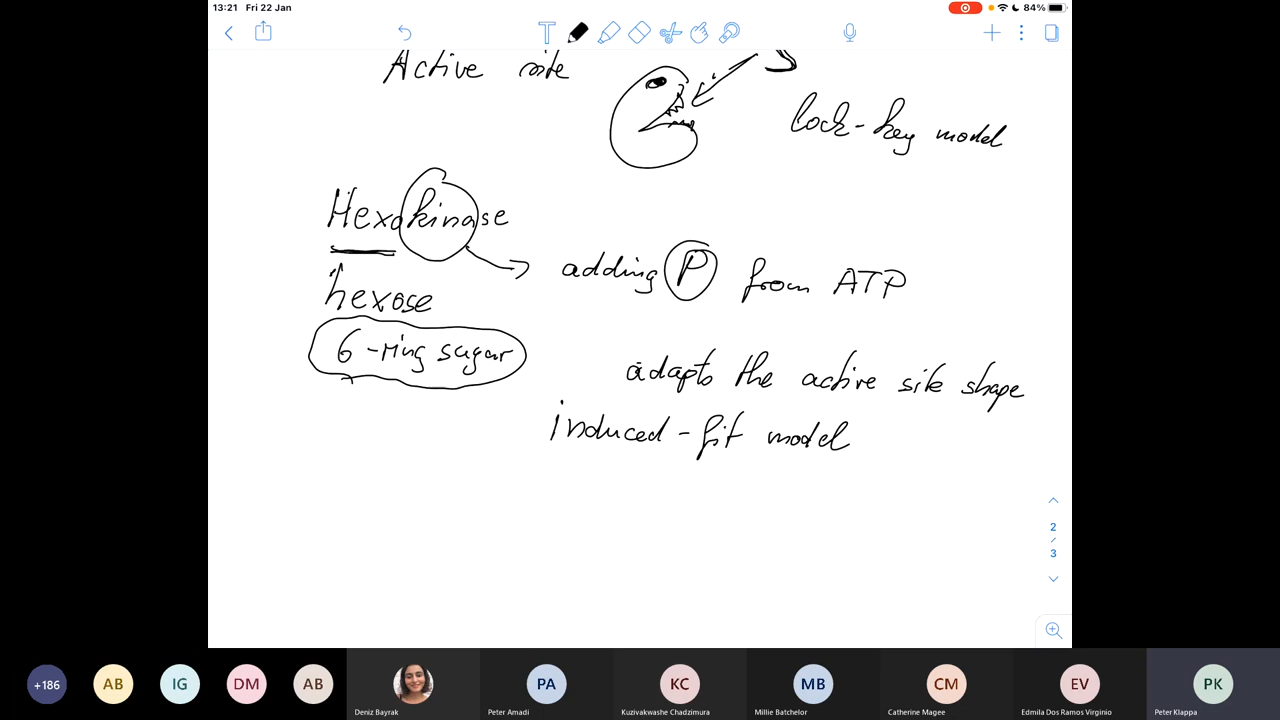 13:21 Fri 22 Jan
84%
T
Active site
lock-key model
Hexokinase
adding P from ATP
hexose
6-ring sugar
adapts the active site shape
induced-fit model
2
/
3
+186
AB
IG
DM
AB
Deniz Bayrak
PA
Peter Amadi
KC
Kuzivakwashe Chadzimura
MB
Millie Batchelor
CM
Catherine Magee
EV
Edmila Dos Ramos Virginio
PK
Peter Klappa